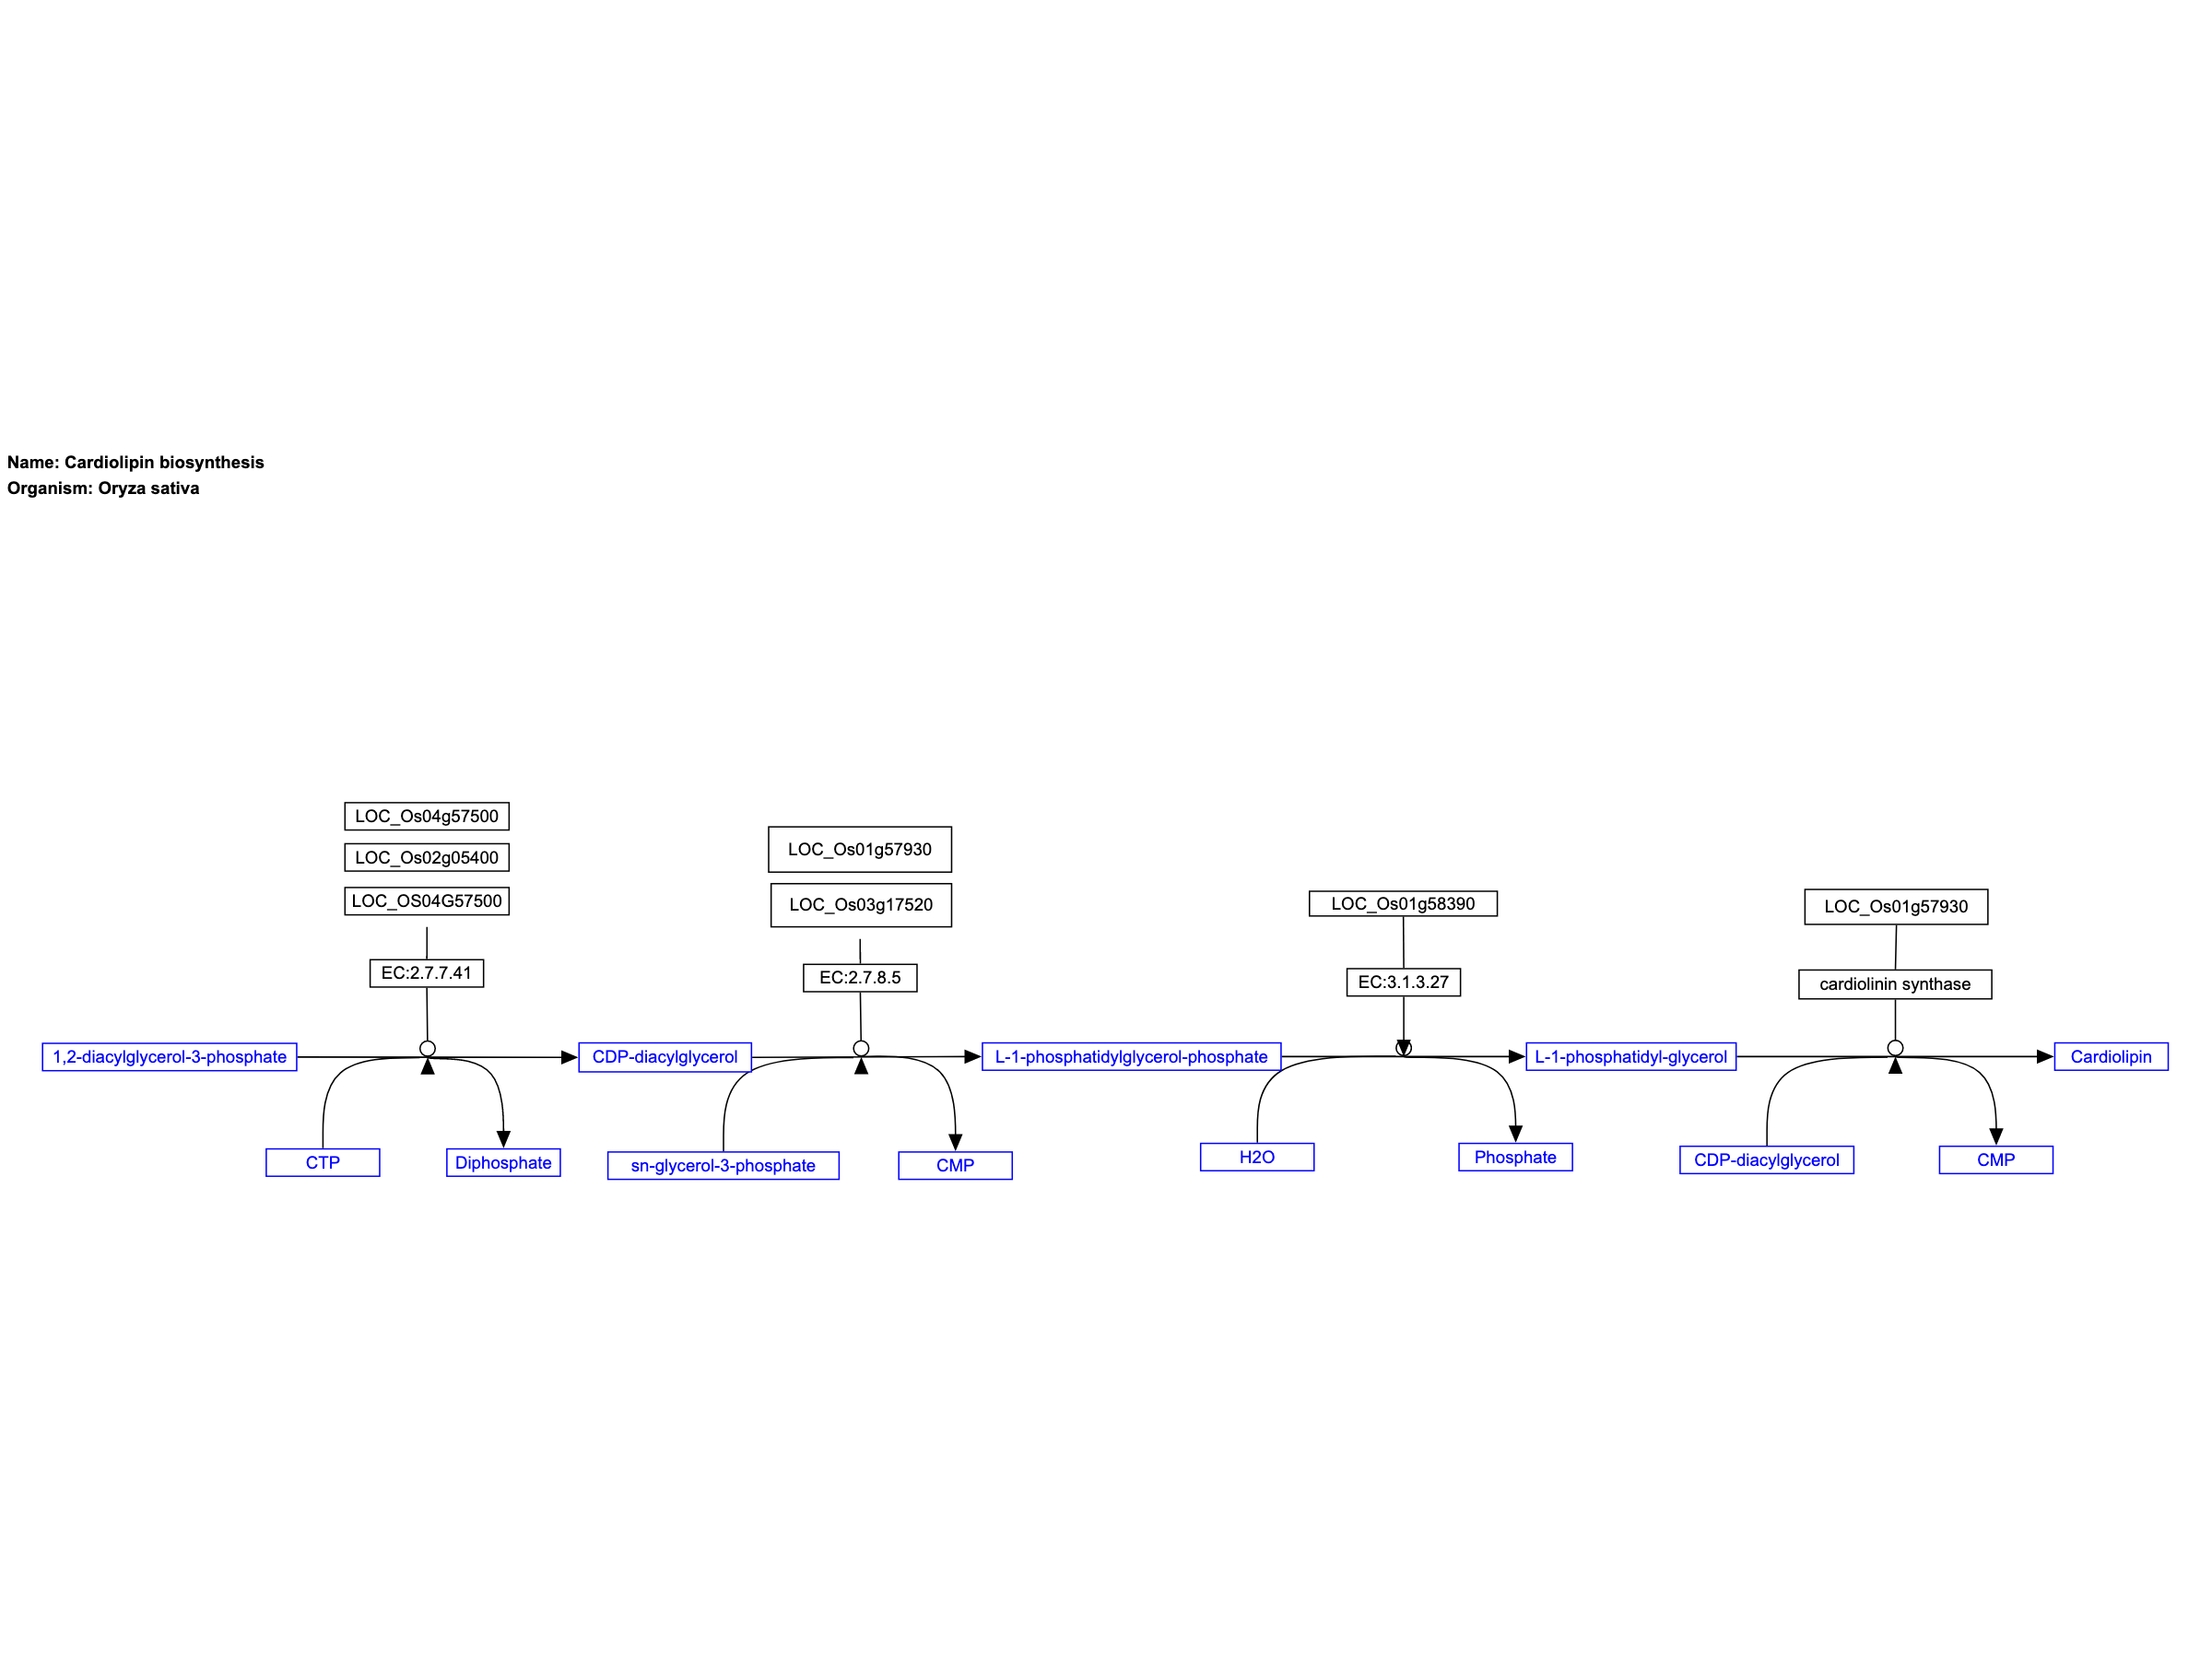 Name: Cardiolipin biosynthesis
Organism: Oryza sativa
LOC_Os04g57500
LOC_Os02g05400
LOC_OS04G57500
EC:2.7.7.41
LOC_Os01g57930
LOC_Os03g17520
EC:2.7.8.5
LOC_Os01g58390
EC:3.1.3.27
LOC_Os01g57930
cardiolinin synthase
1,2-diacylglycerol-3-phosphate
CDP-diacylglycerol
L-1-phosphatidylglycerol-phosphate
L-1-phosphatidyl-glycerol
Cardiolipin
CTP
Diphosphate
sn-glycerol-3-phosphate
CMP
H2O
Phosphate
CDP-diacylglycerol
CMP